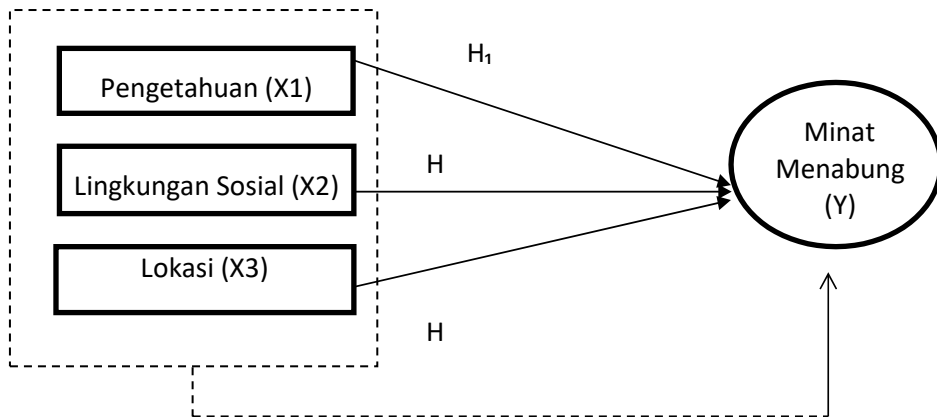 H₁
Pengetahuan (X1)
Minat
Menabung
(Y)
H
Lingkungan Sosial (X2)
Lokasi (X3)
H